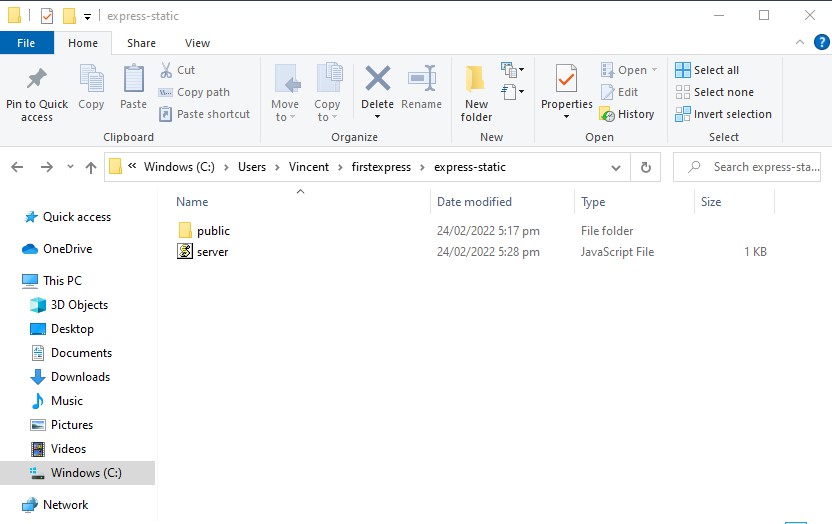 express-static
File Home Share View
Pin to Quick access
Copy
Paste
Cut
Copy path
Paste shortcut
Clipboard
Move to
Copy to
Delete
Rename
Organize
New folder
New
Properties
Open
Edit
History
Open
Select all
Select none
Invert selection
Select
« Windows (C:) > Users > Vincent > firstexpress > express-static
Search express-sta...
Name Date modified Type Size
public 24/02/2022 5:17 pm File folder
server 24/02/2022 5:28 pm JavaScript File 1 KB
Quick access
OneDrive
This PC
3D Objects
Desktop
Documents
Downloads
Music
Pictures
Videos
Windows (C:)
Network